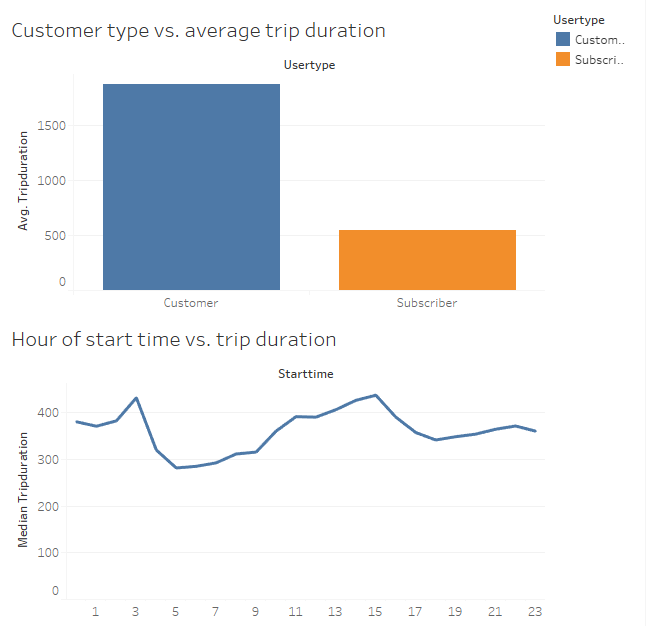 Customer type vs. average trip duration
Usertype
Custom..
Subscri..
Usertype
Avg. Tripduration
1500
1000
500
0
Customer
Subscriber
Hour of start time vs. trip duration
Starttime
Median Tripduration
400
300
200
100
0
1 3 5 7 9 11 13 15 17 19 21 23